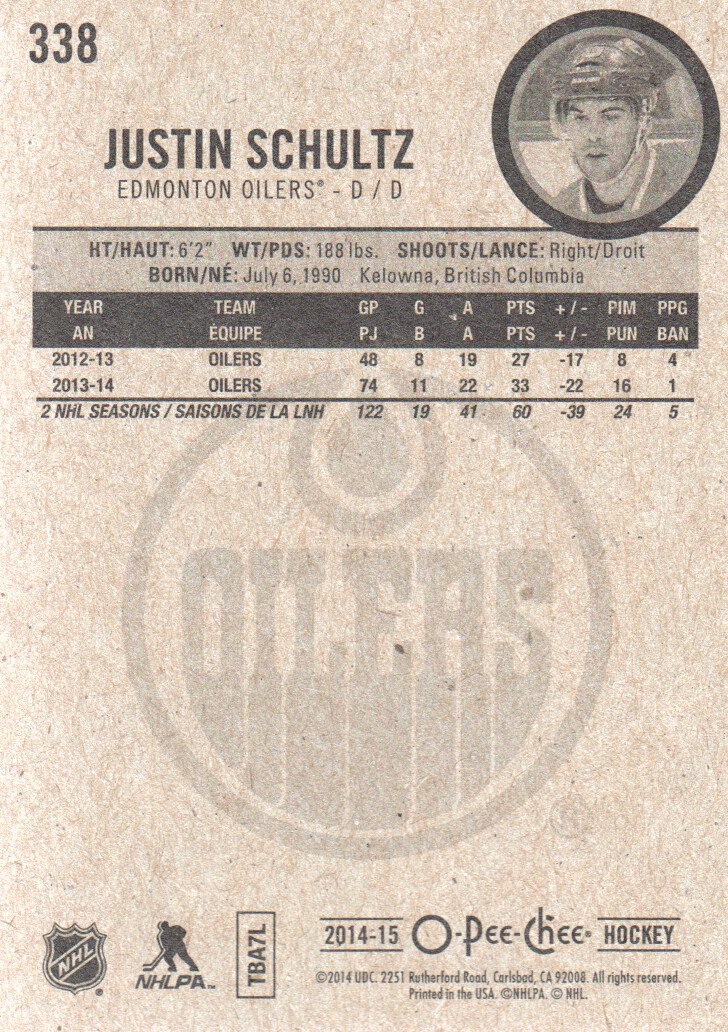 338
JUSTIN SCHULTZ
EDMONTON OILERS® - D / D
HT/HAUT: 6'2" WT/PDS: 188 lbs. SHOOTS/LANCE: Right/Droit
BORN/NÉ: July 6, 1990 Kelowna, British Columbia
YEAR TEAM GP G A PTS +/- PIM PPG
AN ÉQUIPE PJ B A PTS +/- PUN BAN
2012-13 OILERS 48 8 19 27 -17 8 4
2013-14 OILERS 74 11 22 33 -22 16 1
2 NHL SEASONS / SAISONS DE LA LNH 122 19 41 60 -39 24 5
OILERS
®
NHL ®
NHLPA™
TBA7L
2014-15 O-Pee-Chee® HOCKEY
©2014 UDC. 2251 Rutherford Road, Carlsbad, CA 92008. All rights reserved.
Printed in the USA. ©NHLPA. © NHL.